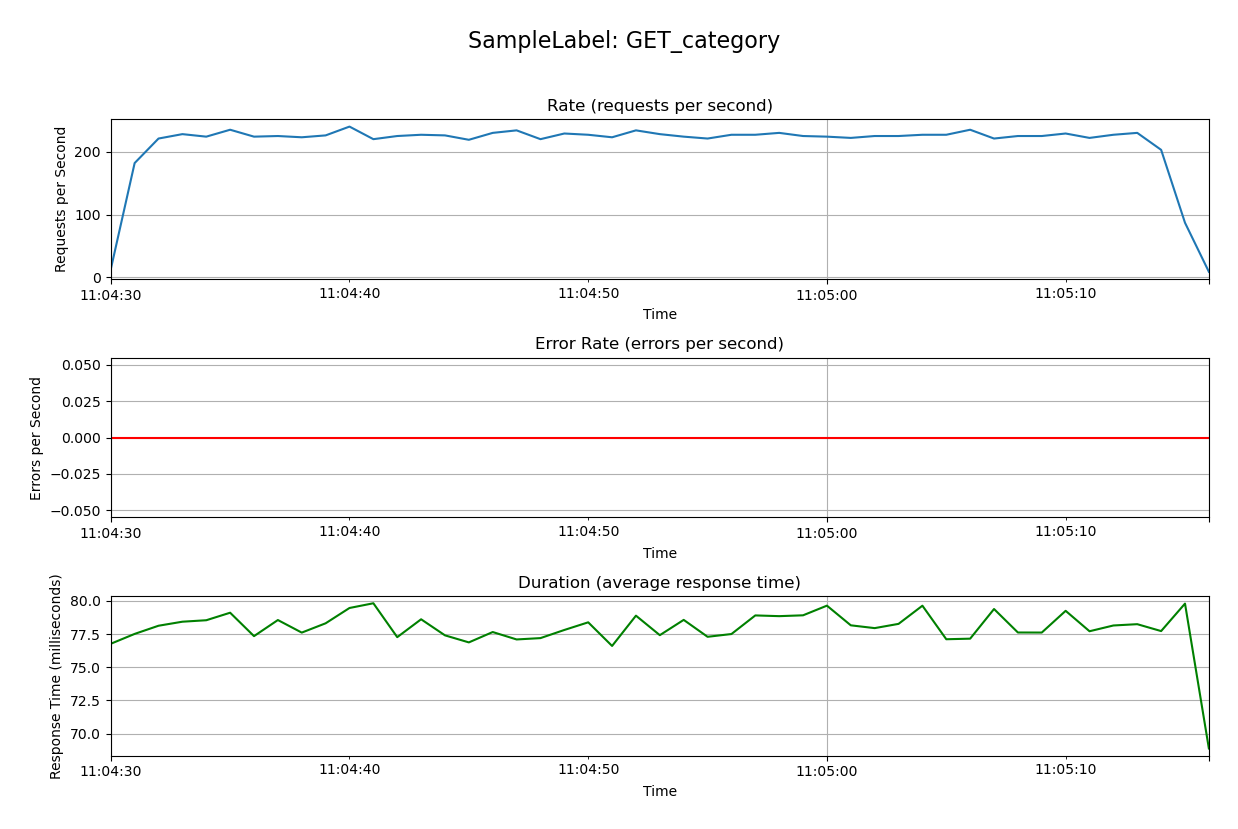 SampleLabel: GET_category
Rate (requests per second)
Requests per Second
200
100
0
11:04:30 11:04:40 11:04:50 11:05:00 11:05:10
Time
Error Rate (errors per second)
Errors per Second
0.050
0.025
0.000
−0.025
−0.050
11:04:30 11:04:40 11:04:50 11:05:00 11:05:10
Time
Duration (average response time)
Response Time (milliseconds)
80.0
77.5
75.0
72.5
70.0
11:04:30 11:04:40 11:04:50 11:05:00 11:05:10
Time